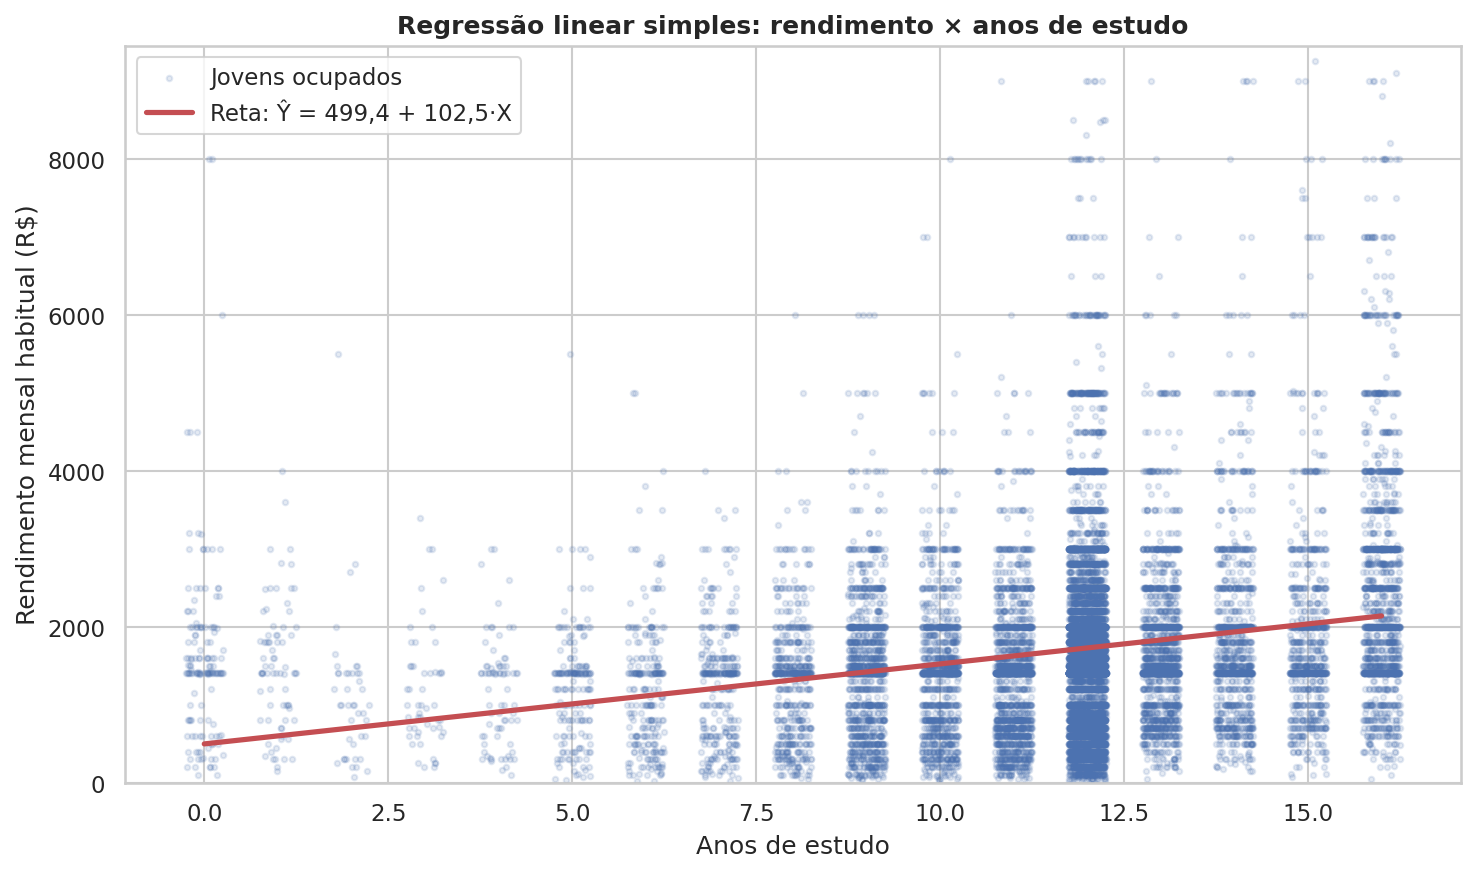 Regressão linear simples: rendimento × anos de estudo
Jovens ocupados
Reta: Ŷ = 499,4 + 102,5·X
Rendimento mensal habitual (R$)
8000
6000
4000
2000
0
0.0 2.5 5.0 7.5 10.0 12.5 15.0
Anos de estudo